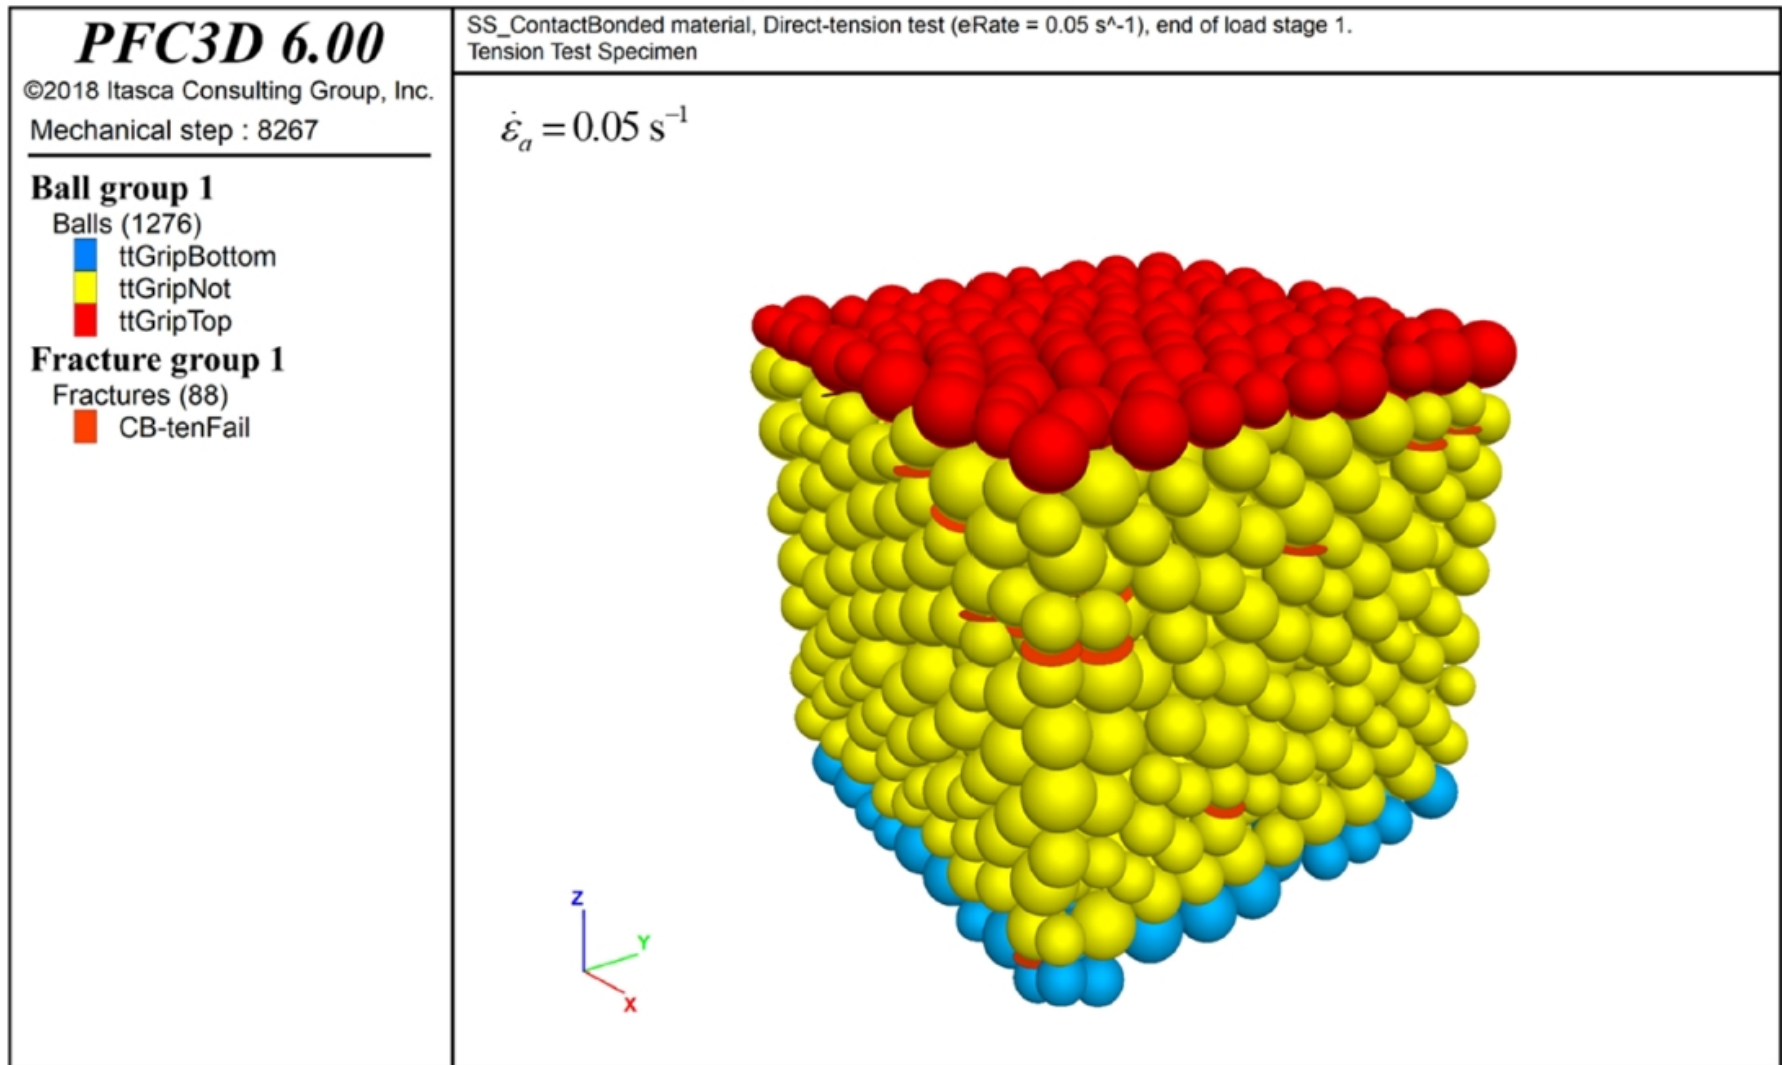 PFC3D 6.00
©2018 Itasca Consulting Group, Inc.
Mechanical step : 8267
Ball group 1
Balls (1276)
ttGripBottom
ttGripNot
ttGripTop
Fracture group 1
Fractures (88)
CB-tenFail
SS_ContactBonded material, Direct-tension test (eRate = 0.05 s^-1), end of load stage 1.
Tension Test Specimen
ε̇ₐ = 0.05 s⁻¹
Z
Y
X